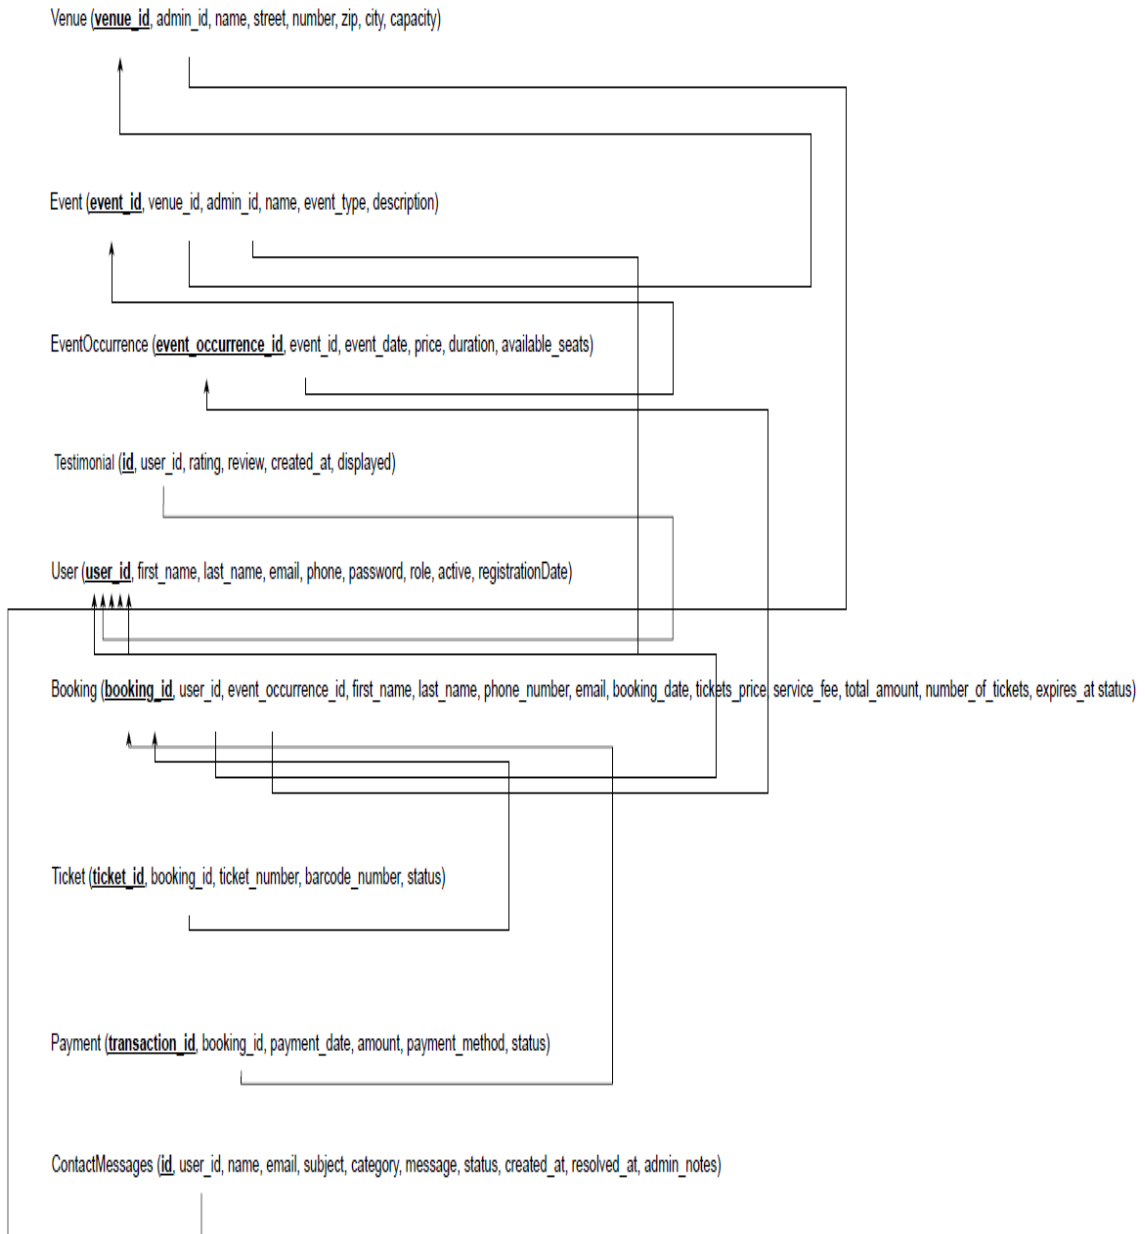 Venue (venue_id, admin_id, name, street, number, zip, city, capacity)
Event (event_id, venue_id, admin_id, name, event_type, description)
EventOccurrence (event_occurrence_id, event_id, event_date, price, duration, available_seats)
Testimonial (id, user_id, rating, review, created_at, displayed)
User (user_id, first_name, last_name, email, phone, password, role, active, registrationDate)
Booking (booking_id, user_id, event_occurrence_id, first_name, last_name, phone_number, email, booking_date, tickets_price, service_fee, total_amount, number_of_tickets, expires_at status)
Ticket (ticket_id, booking_id, ticket_number, barcode_number, status)
Payment (transaction_id, booking_id, payment_date, amount, payment_method, status)
ContactMessages (id, user_id, name, email, subject, category, message, status, created_at, resolved_at, admin_notes)